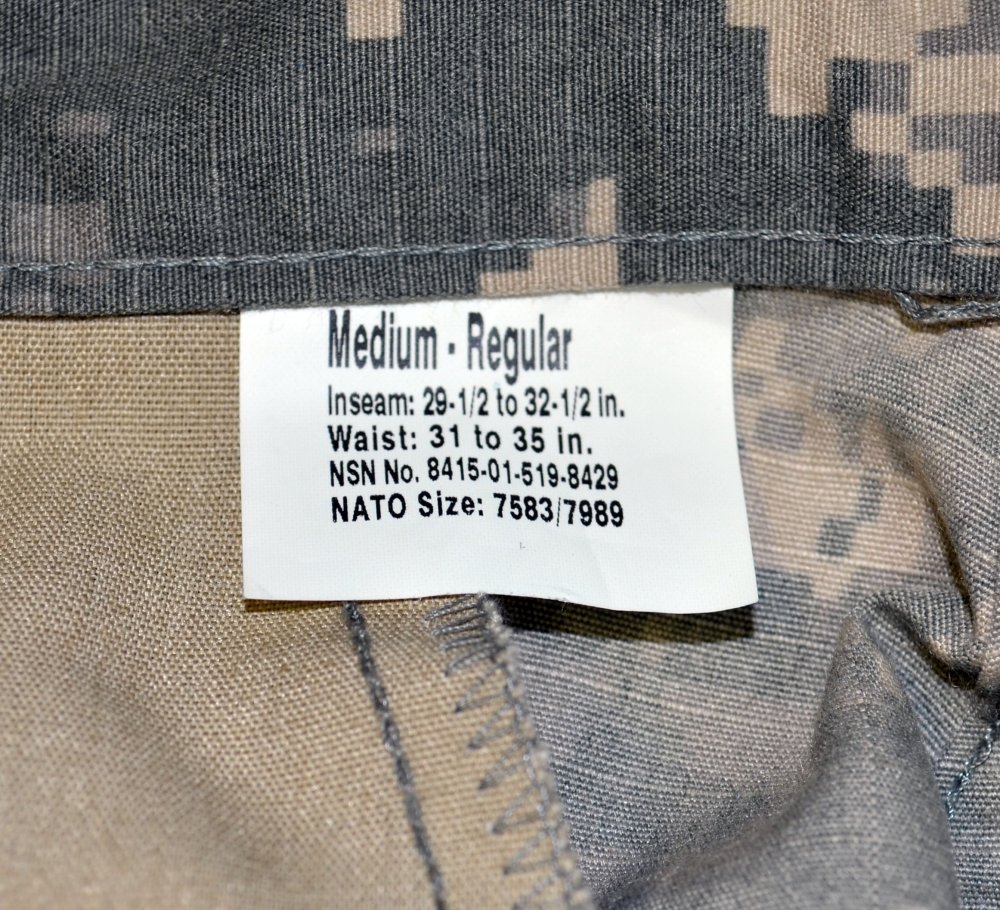 Medium - Regular
Inseam: 29-1/2 to 32-1/2 in.
Waist: 31 to 35 in.
NSN No. 8415-01-519-8429
NATO Size: 7583/7989